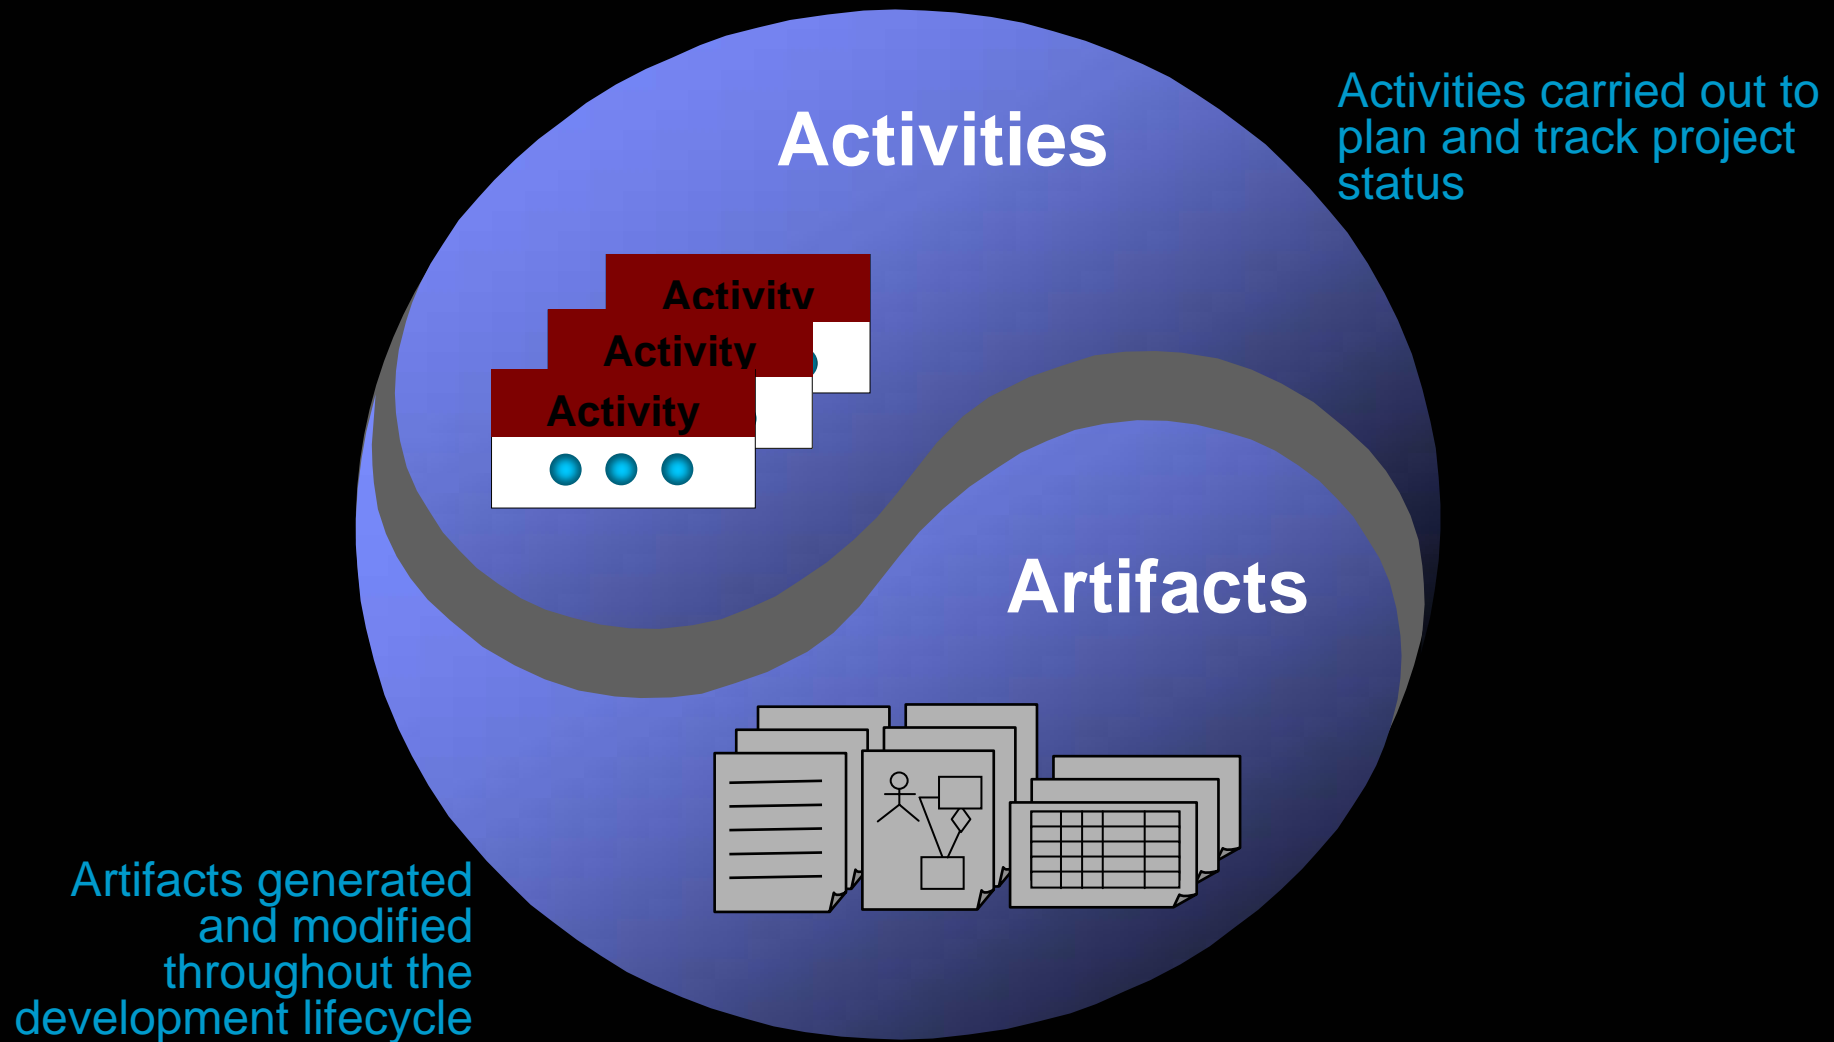 Activities
Activities carried out to
plan and track project
status
Activity
Activity
Activity
Artifacts
Artifacts generated
and modified
throughout the
development lifecycle